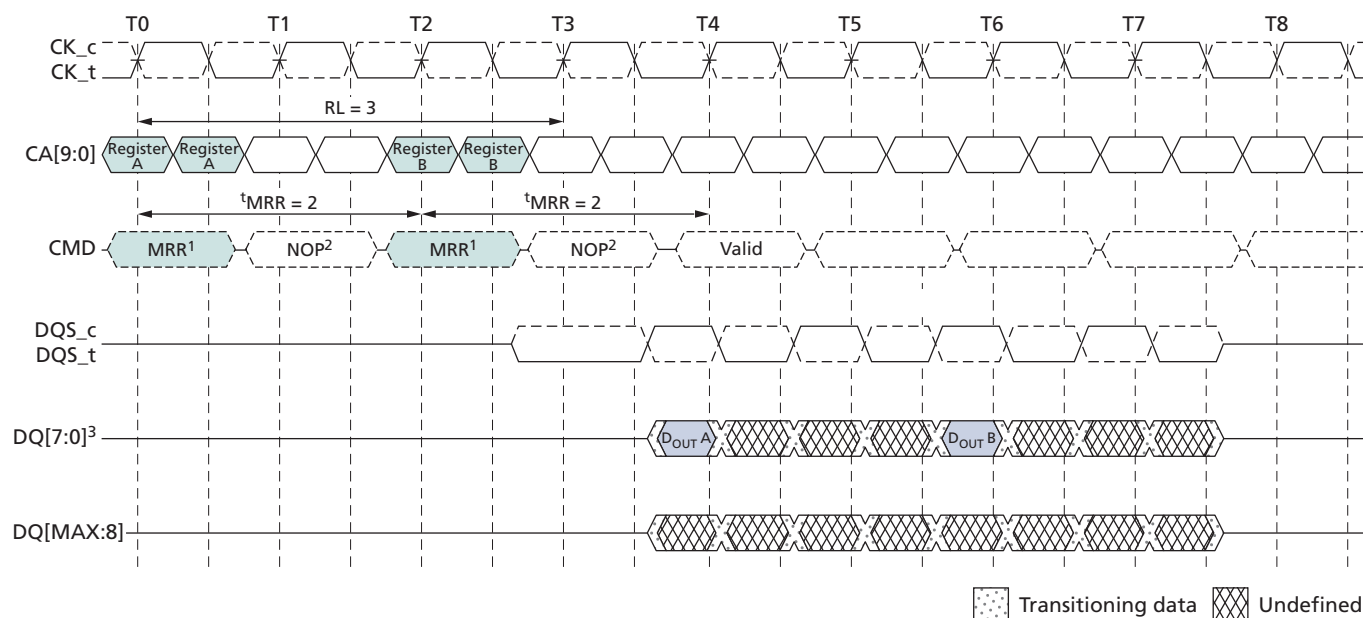 T0 T1 T2 T3 T4 T5 T6 T7 T8
CK_c
CK_t
RL = 3
CA[9:0]
Register A
Register A
Register B
Register B
tMRR = 2
tMRR = 2
CMD
MRR1
NOP2
MRR1
NOP2
Valid
DQS_c
DQS_t
DQ[7:0]3
DOUT A
DOUT B
DQ[MAX:8]
Transitioning data
Undefined